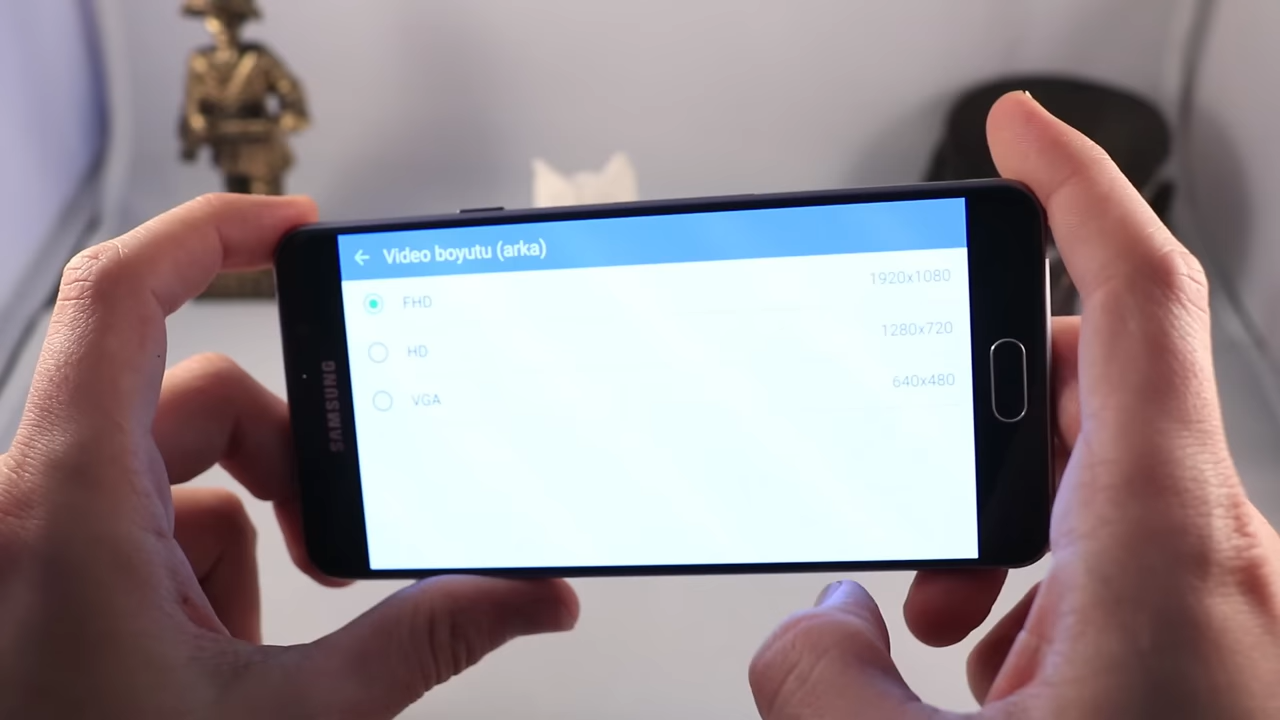 Video boyutu (arka)
FHD 1920x1080
HD 1280x720
VGA 640x480
SAMSUNG